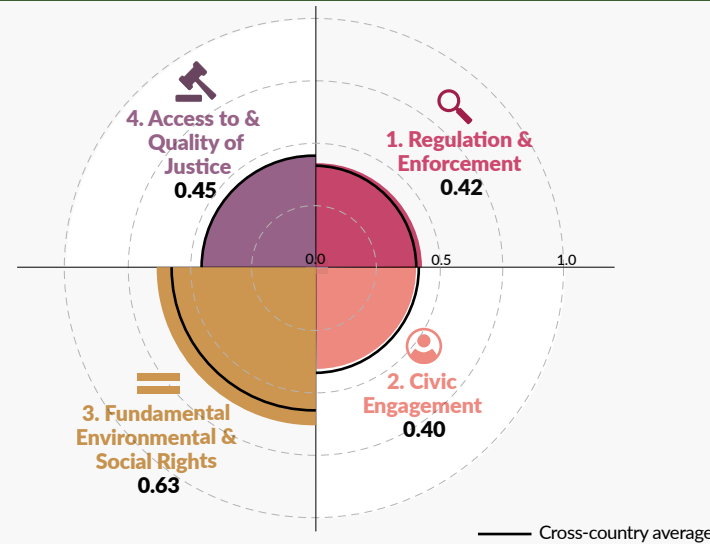 4. Access to &
Quality of
Justice
0.45
1. Regulation &
Enforcement
0.42
0.0
0.5
1.0
2. Civic
Engagement
0.40
3. Fundamental
Environmental &
Social Rights
0.63
Cross-country average